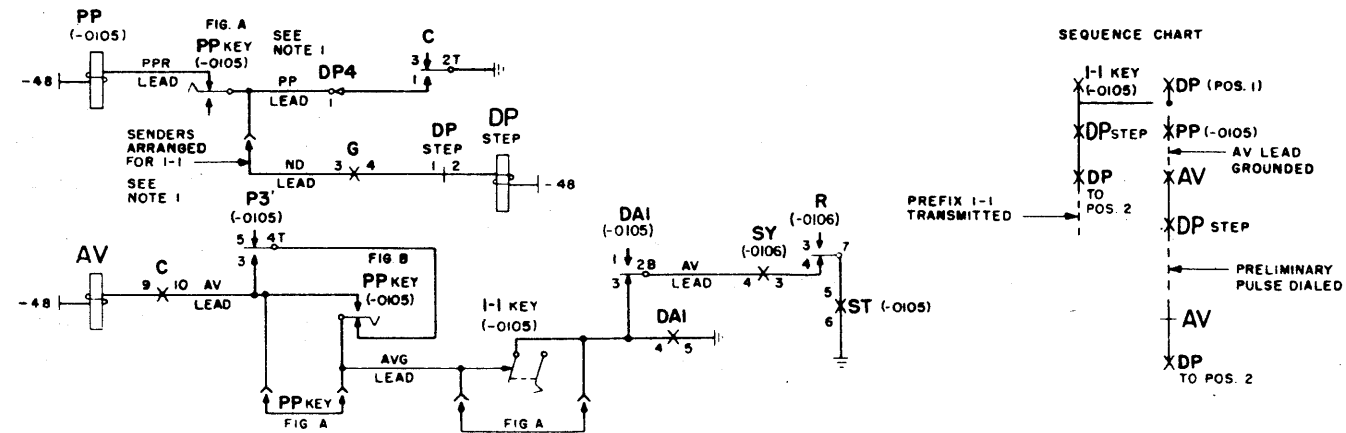 PP
(-0105)
-48
PPR
LEAD
FIG. A
PP KEY
(-0105)
SEE
NOTE 1
PP
LEAD
DP4
1
C
3 2T
1
SENDERS
ARRANGED
FOR 1-1
SEE
NOTE 1
ND
LEAD
G
3 4
DP
STEP
1 2
DP
STEP
-48
P3'
(-0105)
5 4T
3
FIG. B
AV
-48
C
9 10
AV
LEAD
PP KEY
(-0105)
PP KEY
FIG A
AVG
LEAD
1-1 KEY
(-0105)
FIG A
DA1
(-0105)
1 2B
3
AV
LEAD
DA1
4 5
SY
(-0106)
4 3
R
(-0106)
3 7
4
5
6
ST (-0105)
SEQUENCE CHART
1-1 KEY
(-0105)
DP STEP
DP
TO
POS. 2
PREFIX 1-1
TRANSMITTED
DP (POS. 1)
PP (-0105)
AV LEAD
GROUNDED
AV
DP STEP
PRELIMINARY
PULSE DIALED
AV
DP
TO POS. 2